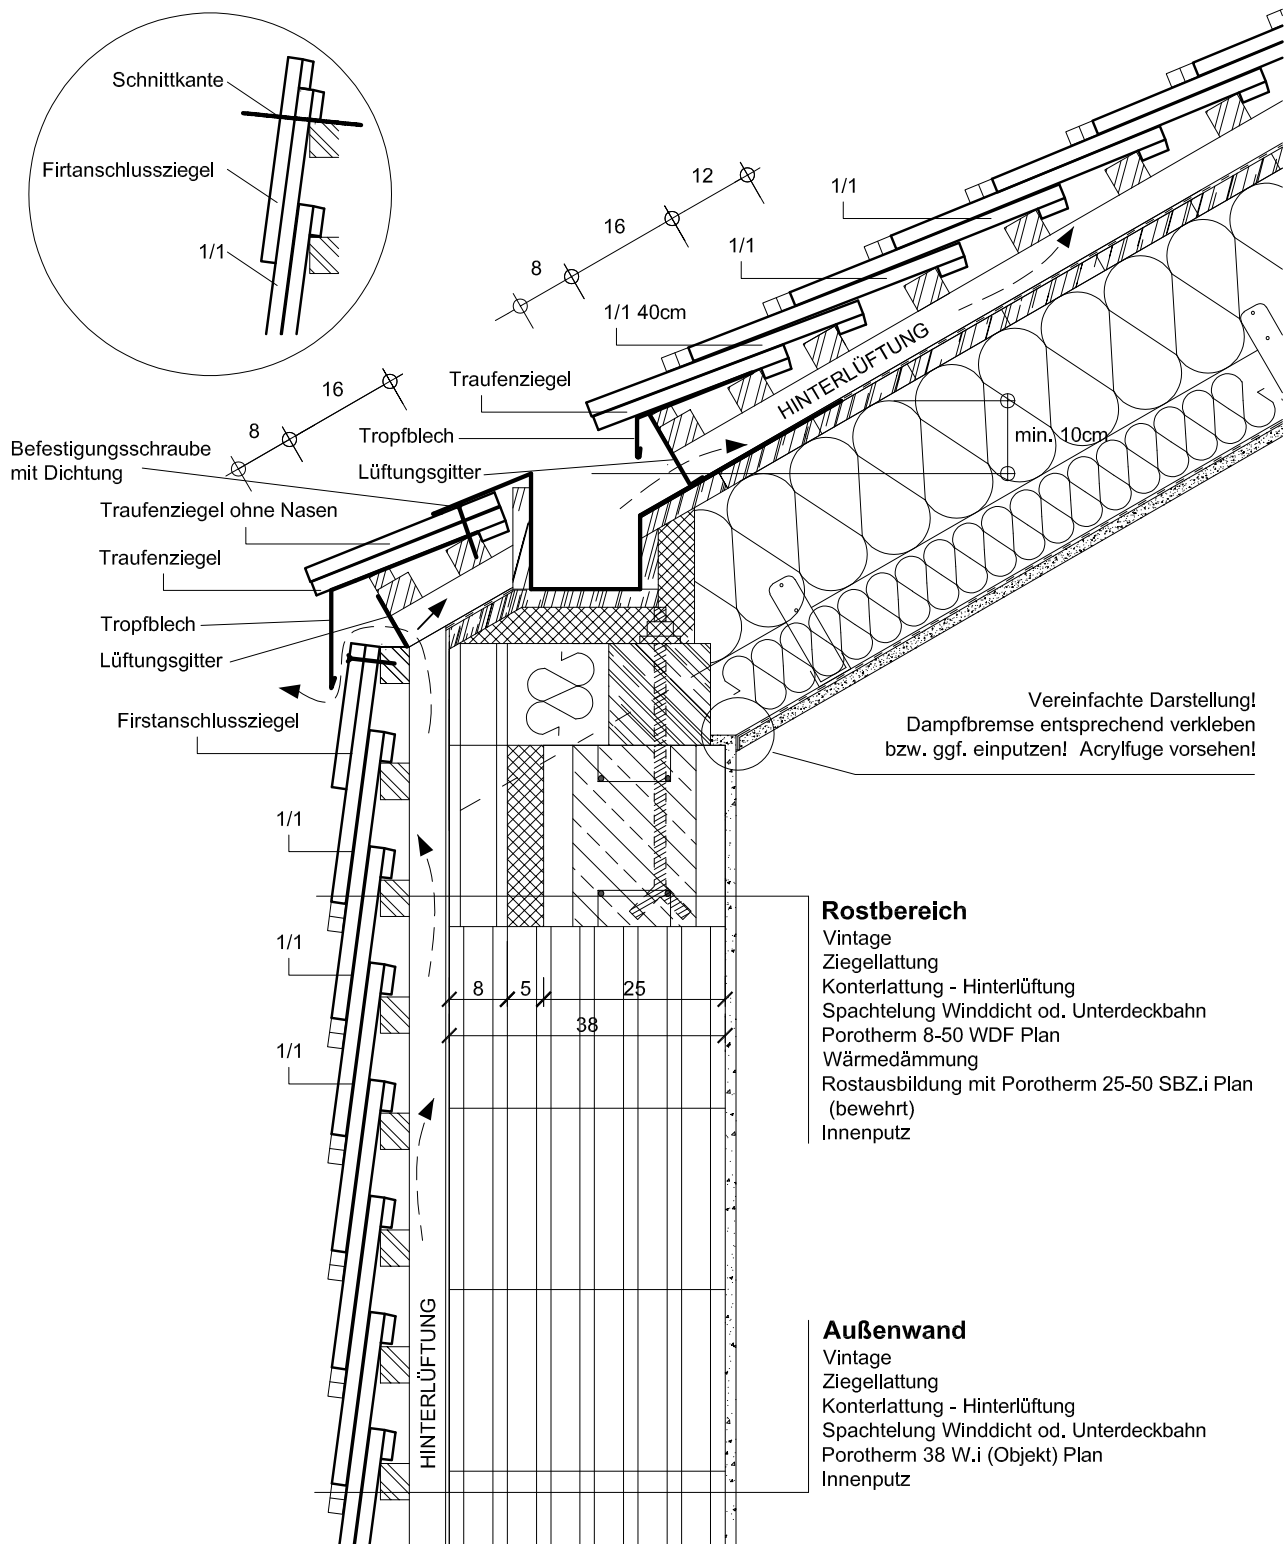 Schnittkante
Firtanschlussziegel
1/1
12
16
8
1/1
1/1
1/1 40cm
Traufenziegel
HINTERLÜFTUNG
16
8
Tropfblech
min. 10cm
Befestigungsschraube
mit Dichtung
Lüftungsgitter
Traufenziegel ohne Nasen
Traufenziegel
Tropfblech
Lüftungsgitter
Firstanschlussziegel
Vereinfachte Darstellung!
Dampfbremse entsprechend verkleben
bzw. ggf. einputzen! Acrylfuge vorsehen!
1/1
1/1
1/1
8 5 25
38
HINTERLÜFTUNG
Rostbereich
Vintage
Ziegellattung
Konterlattung - Hinterlüftung
Spachtelung Winddicht od. Unterdeckbahn
Porotherm 8-50 WDF Plan
Wärmedämmung
Rostausbildung mit Porotherm 25-50 SBZ.i Plan
(bewehrt)
Innenputz
Außenwand
Vintage
Ziegellattung
Konterlattung - Hinterlüftung
Spachtelung Winddicht od. Unterdeckbahn
Porotherm 38 W.i (Objekt) Plan
Innenputz